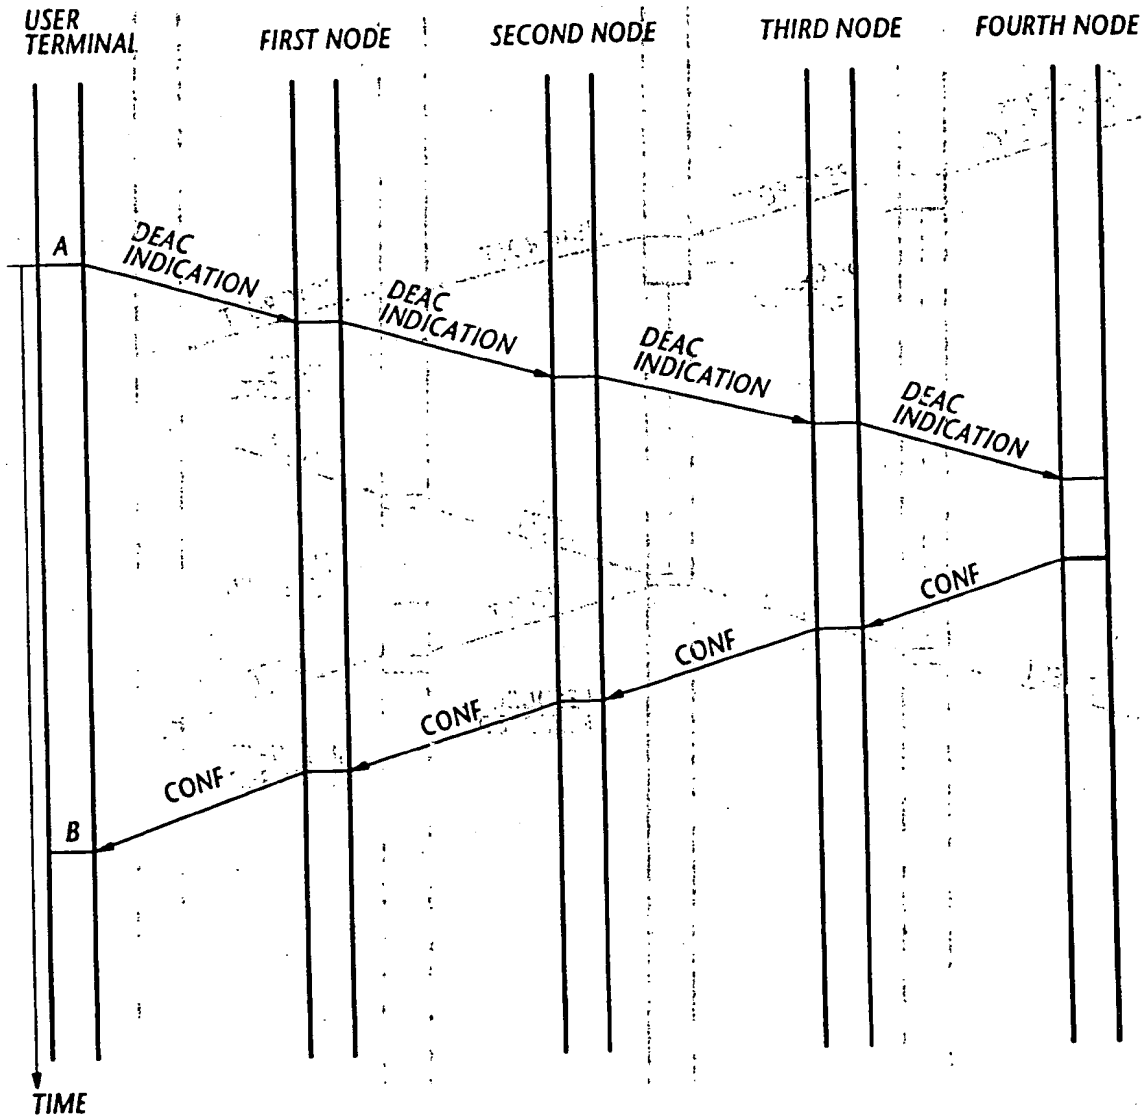 USER
TERMINAL
FIRST NODE
SECOND NODE
THIRD NODE
FOURTH NODE
A
DEAC
INDICATION
DEAC
INDICATION
DEAC
INDICATION
DEAC
INDICATION
CONF
CONF
CONF
CONF
B
TIME